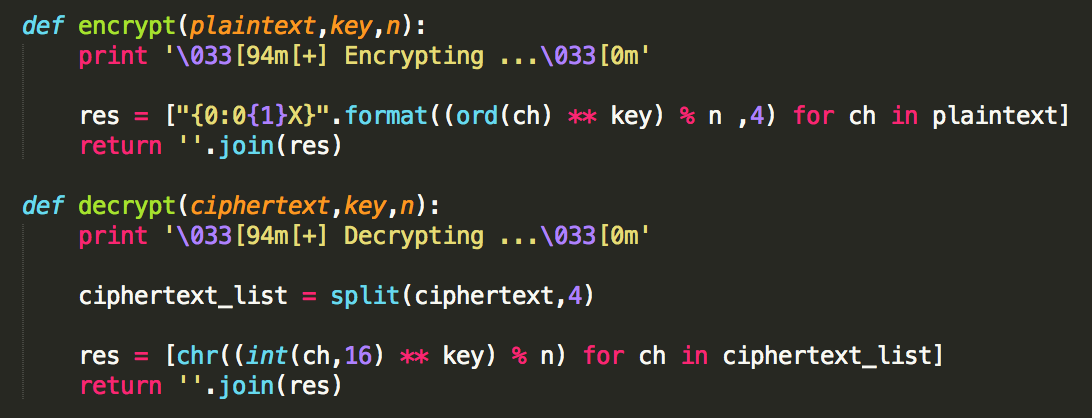 def encrypt(plaintext,key,n):
    print '\033[94m[+] Encrypting ...\033[0m'

    res = ["{0:0{1}X}".format((ord(ch) ** key) % n ,4) for ch in plaintext]
    return ''.join(res)

def decrypt(ciphertext,key,n):
    print '\033[94m[+] Decrypting ...\033[0m'

    ciphertext_list = split(ciphertext,4)

    res = [chr((int(ch,16) ** key) % n) for ch in ciphertext_list]
    return ''.join(res)